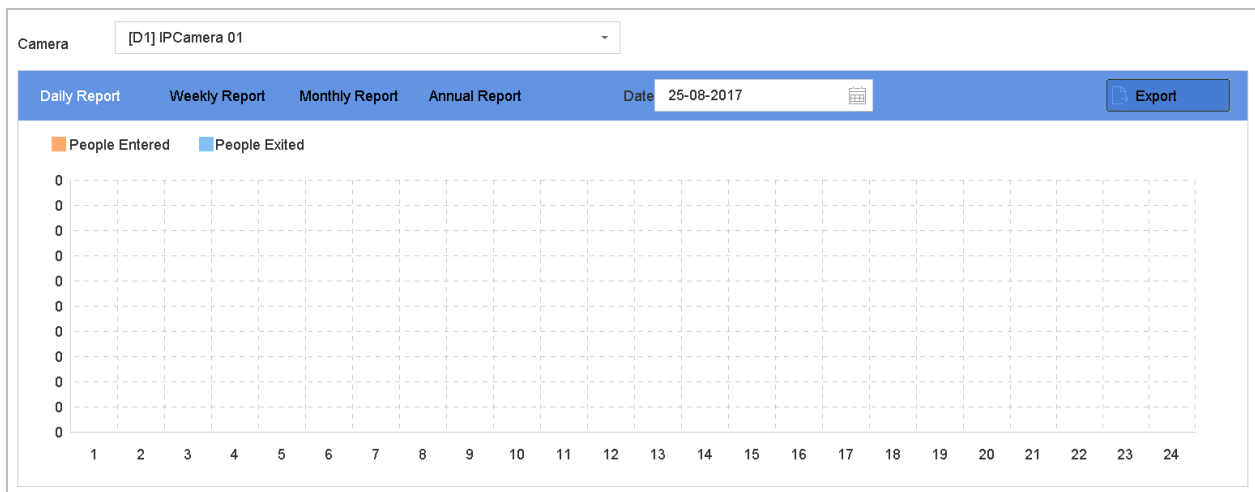 Camera [D1] IPCamera 01
Daily Report Weekly Report Monthly Report Annual Report Date 25-08-2017 Export
People Entered People Exited
0
0
0
0
0
0
0
0
0
0
0
1 2 3 4 5 6 7 8 9 10 11 12 13 14 15 16 17 18 19 20 21 22 23 24